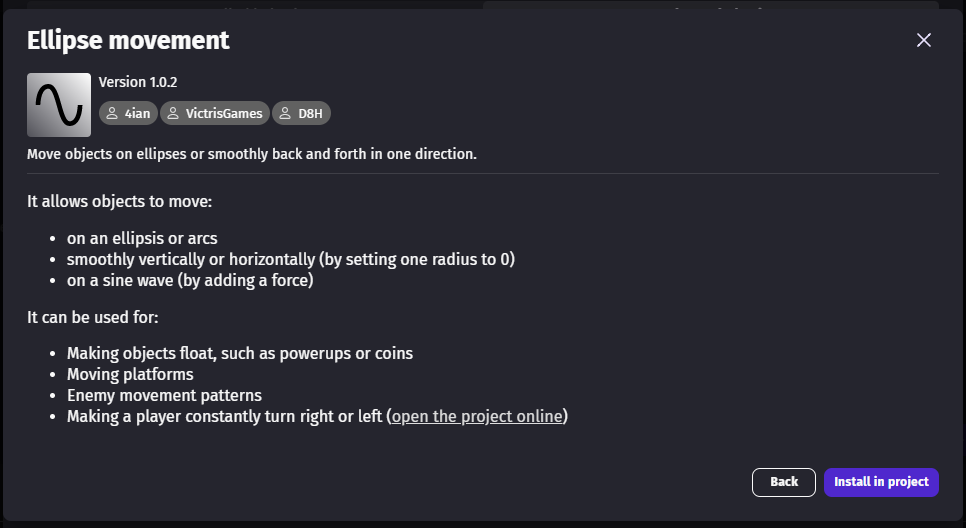 Ellipse movement
Version 1.0.2
4ian VictrisGames D8H
Move objects on ellipses or smoothly back and forth in one direction.
It allows objects to move:
• on an ellipsis or arcs
• smoothly vertically or horizontally (by setting one radius to 0)
• on a sine wave (by adding a force)
It can be used for:
• Making objects float, such as powerups or coins
• Moving platforms
• Enemy movement patterns
• Making a player constantly turn right or left (open the project online)
Back Install in project